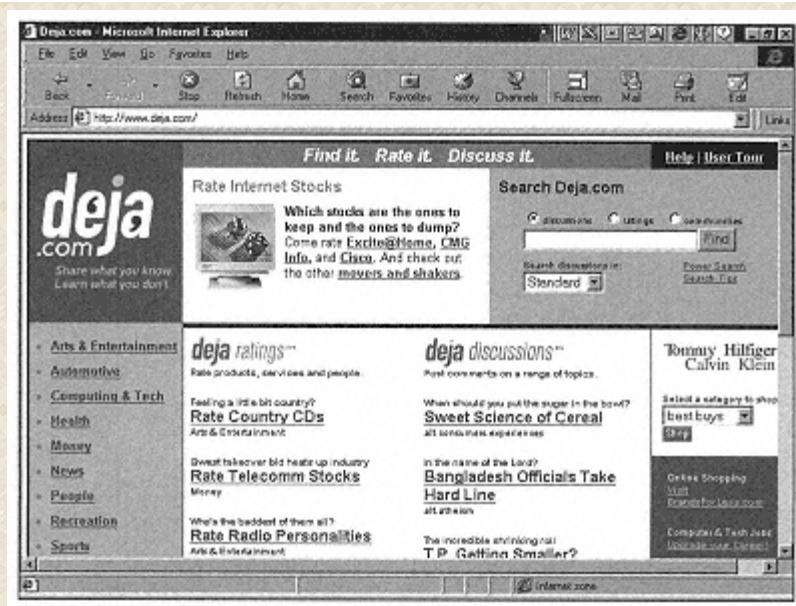 Deja.com - Microsoft Internet Explorer
File Edit View Go Favorites Help
Back Forward Stop Refresh Home Search Favorites History Channels Fullscreen Mail Print Edit
Address http://www.deja.com/ Links
Find it. Rate it. Discuss it. Help | User Tour
deja
.com
Share what you know.
Learn what you don't.
Rate Internet Stocks
Which stocks are the ones to
keep and the ones to dump?
Come rate Excite@Home, CMG
Info, and Cisco. And check out
the other movers and shakers.
Search Deja.com
discussions ratings communities
Find
Search discussions in:
Standard
Power Search
Search Tips
Arts & Entertainment
Automotive
Computing & Tech
Health
Money
News
People
Recreation
Sports
deja ratings
Rate products, services and people.
Feeling a little bit country?
Rate Country CDs
Arts & Entertainment
Qwest takeover bid heats up industry
Rate Telecomm Stocks
Money
Who's the baddest of them all?
Rate Radio Personalities
Arts & Entertainment
deja discussions
Post comments on a range of topics.
When should you put the sugar in the bowl?
Sweet Science of Cereal
alt.consumers.experiences
In the name of the Lord?
Bangladesh Officials Take
Hard Line
alt.atheism
The incredible shrinking roll
T.P. Getting Smaller?
Tommy Hilfiger
Calvin Klein
Select a category to shop
best buys
Shop
Online Shopping
Visit
Computer & Tech Jobs
Upgrade your Career!
Internet zone